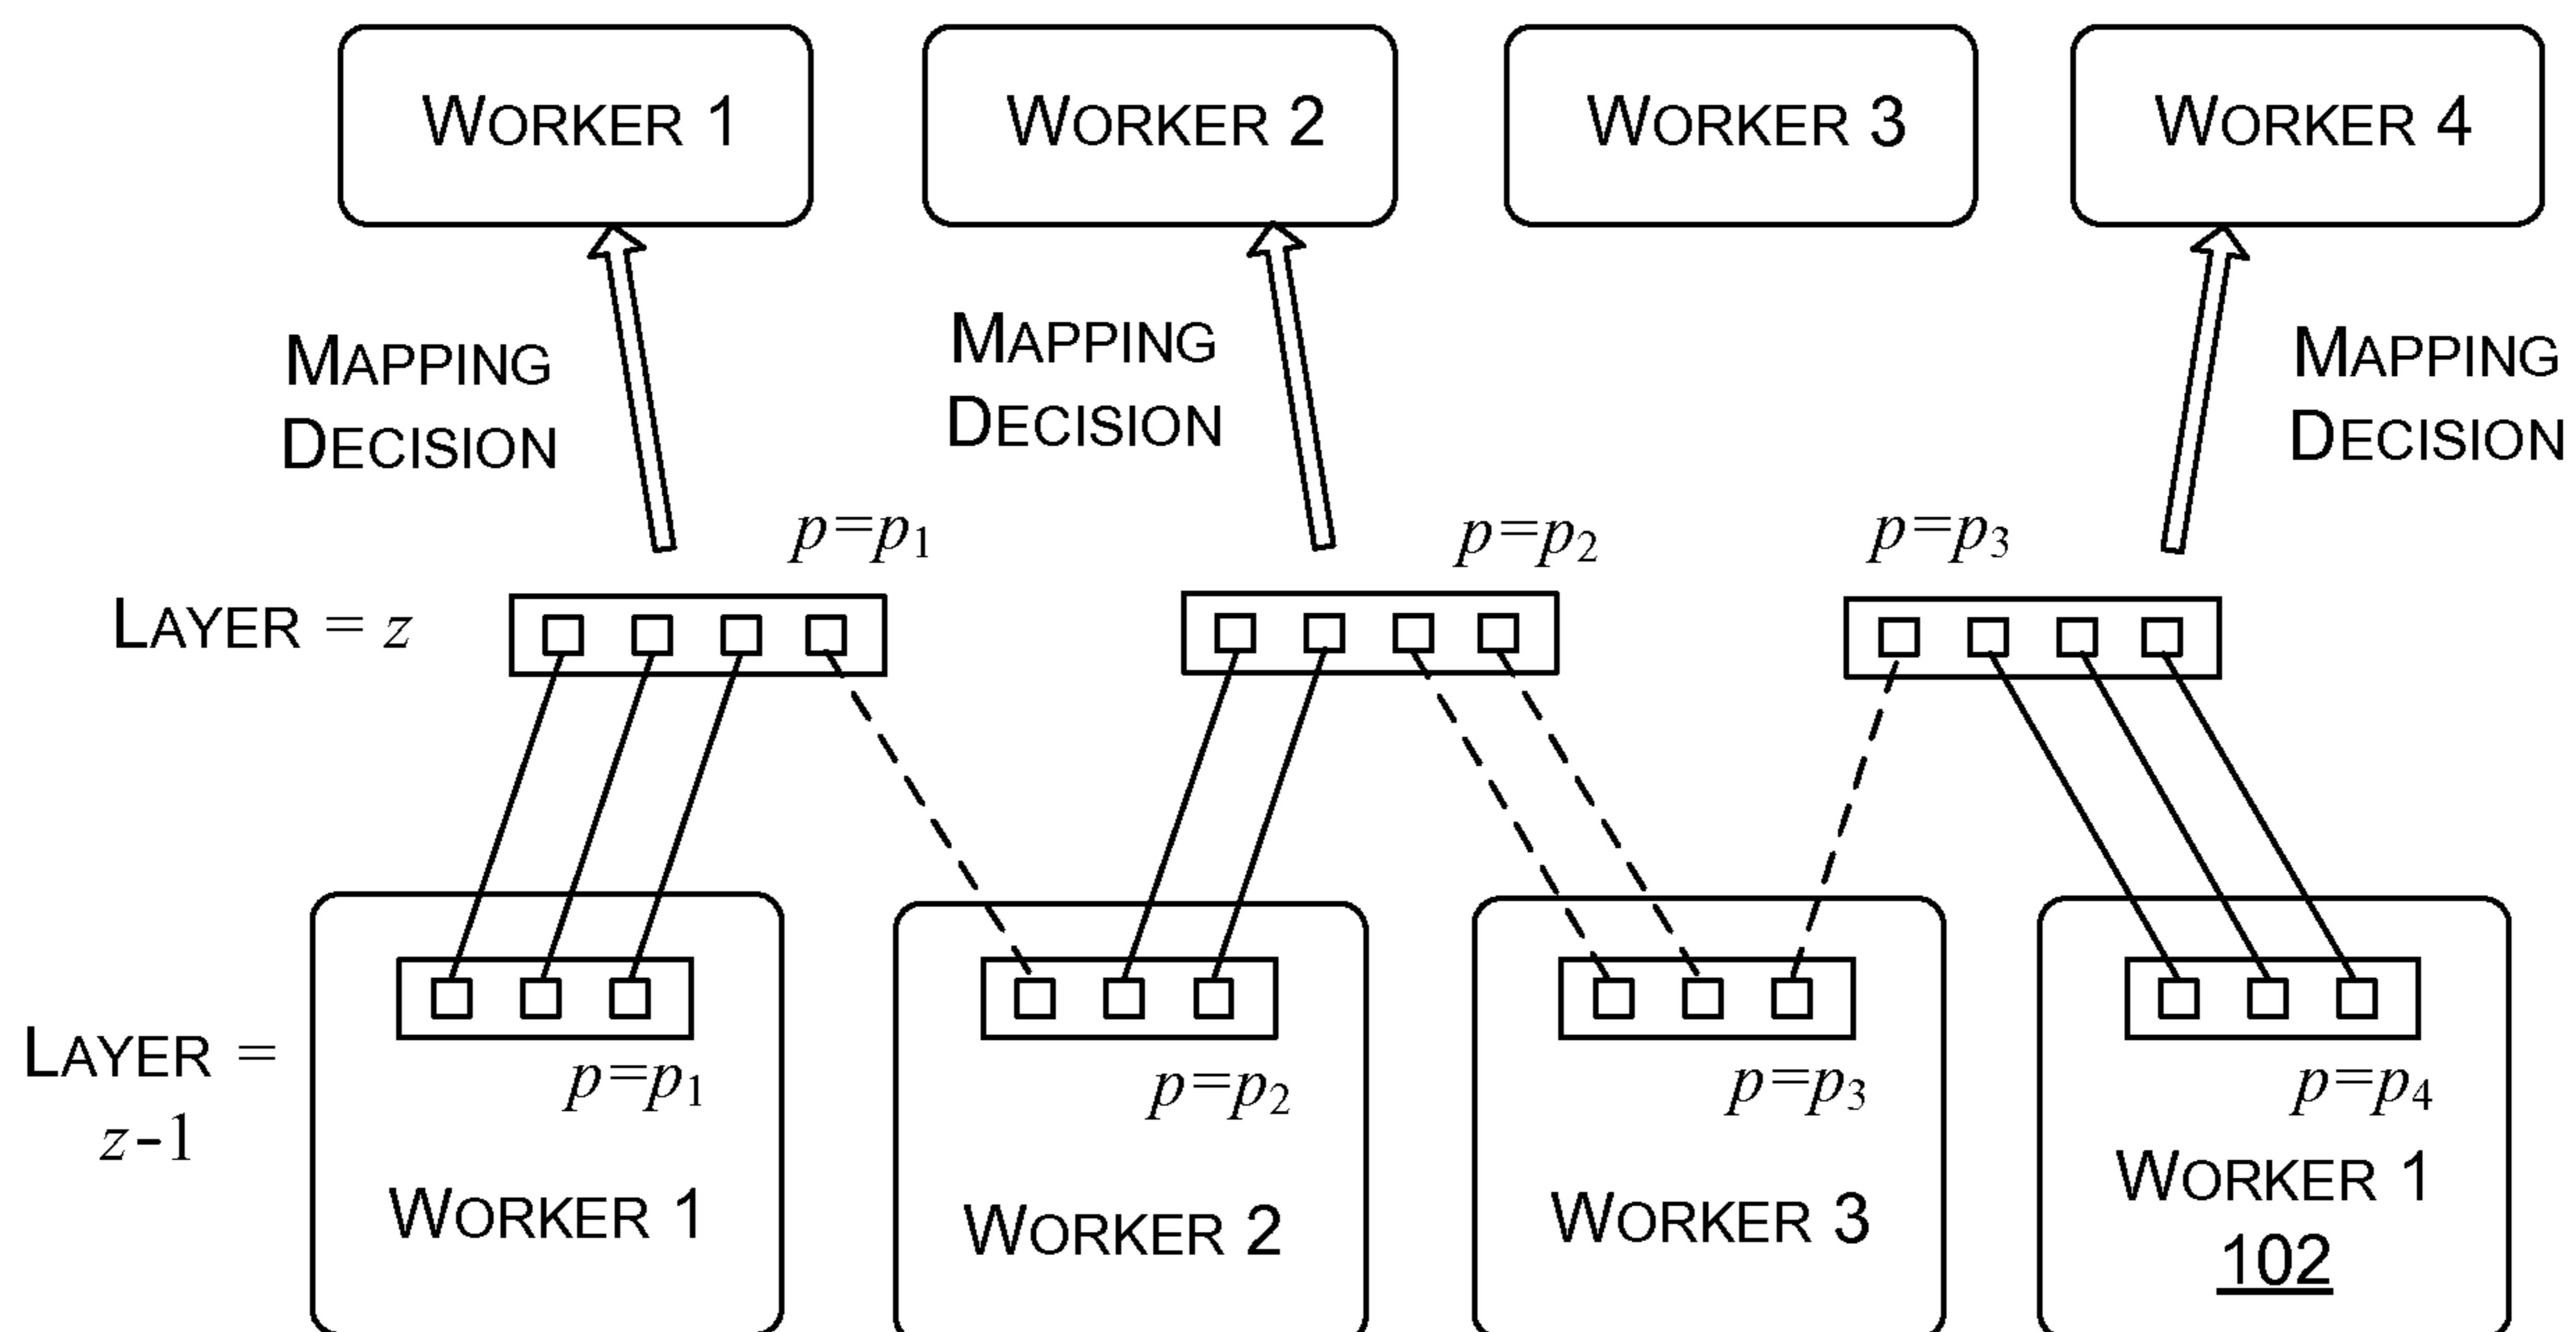 WORKER 1
WORKER 2
WORKER 3
WORKER 4
MAPPING
DECISION
MAPPING
DECISION
MAPPING
DECISION
p=p₁
p=p₂
p=p₃
LAYER = z
LAYER =
z-1
p=p₁
p=p₂
p=p₃
p=p₄
WORKER 1
WORKER 2
WORKER 3
WORKER 1
102